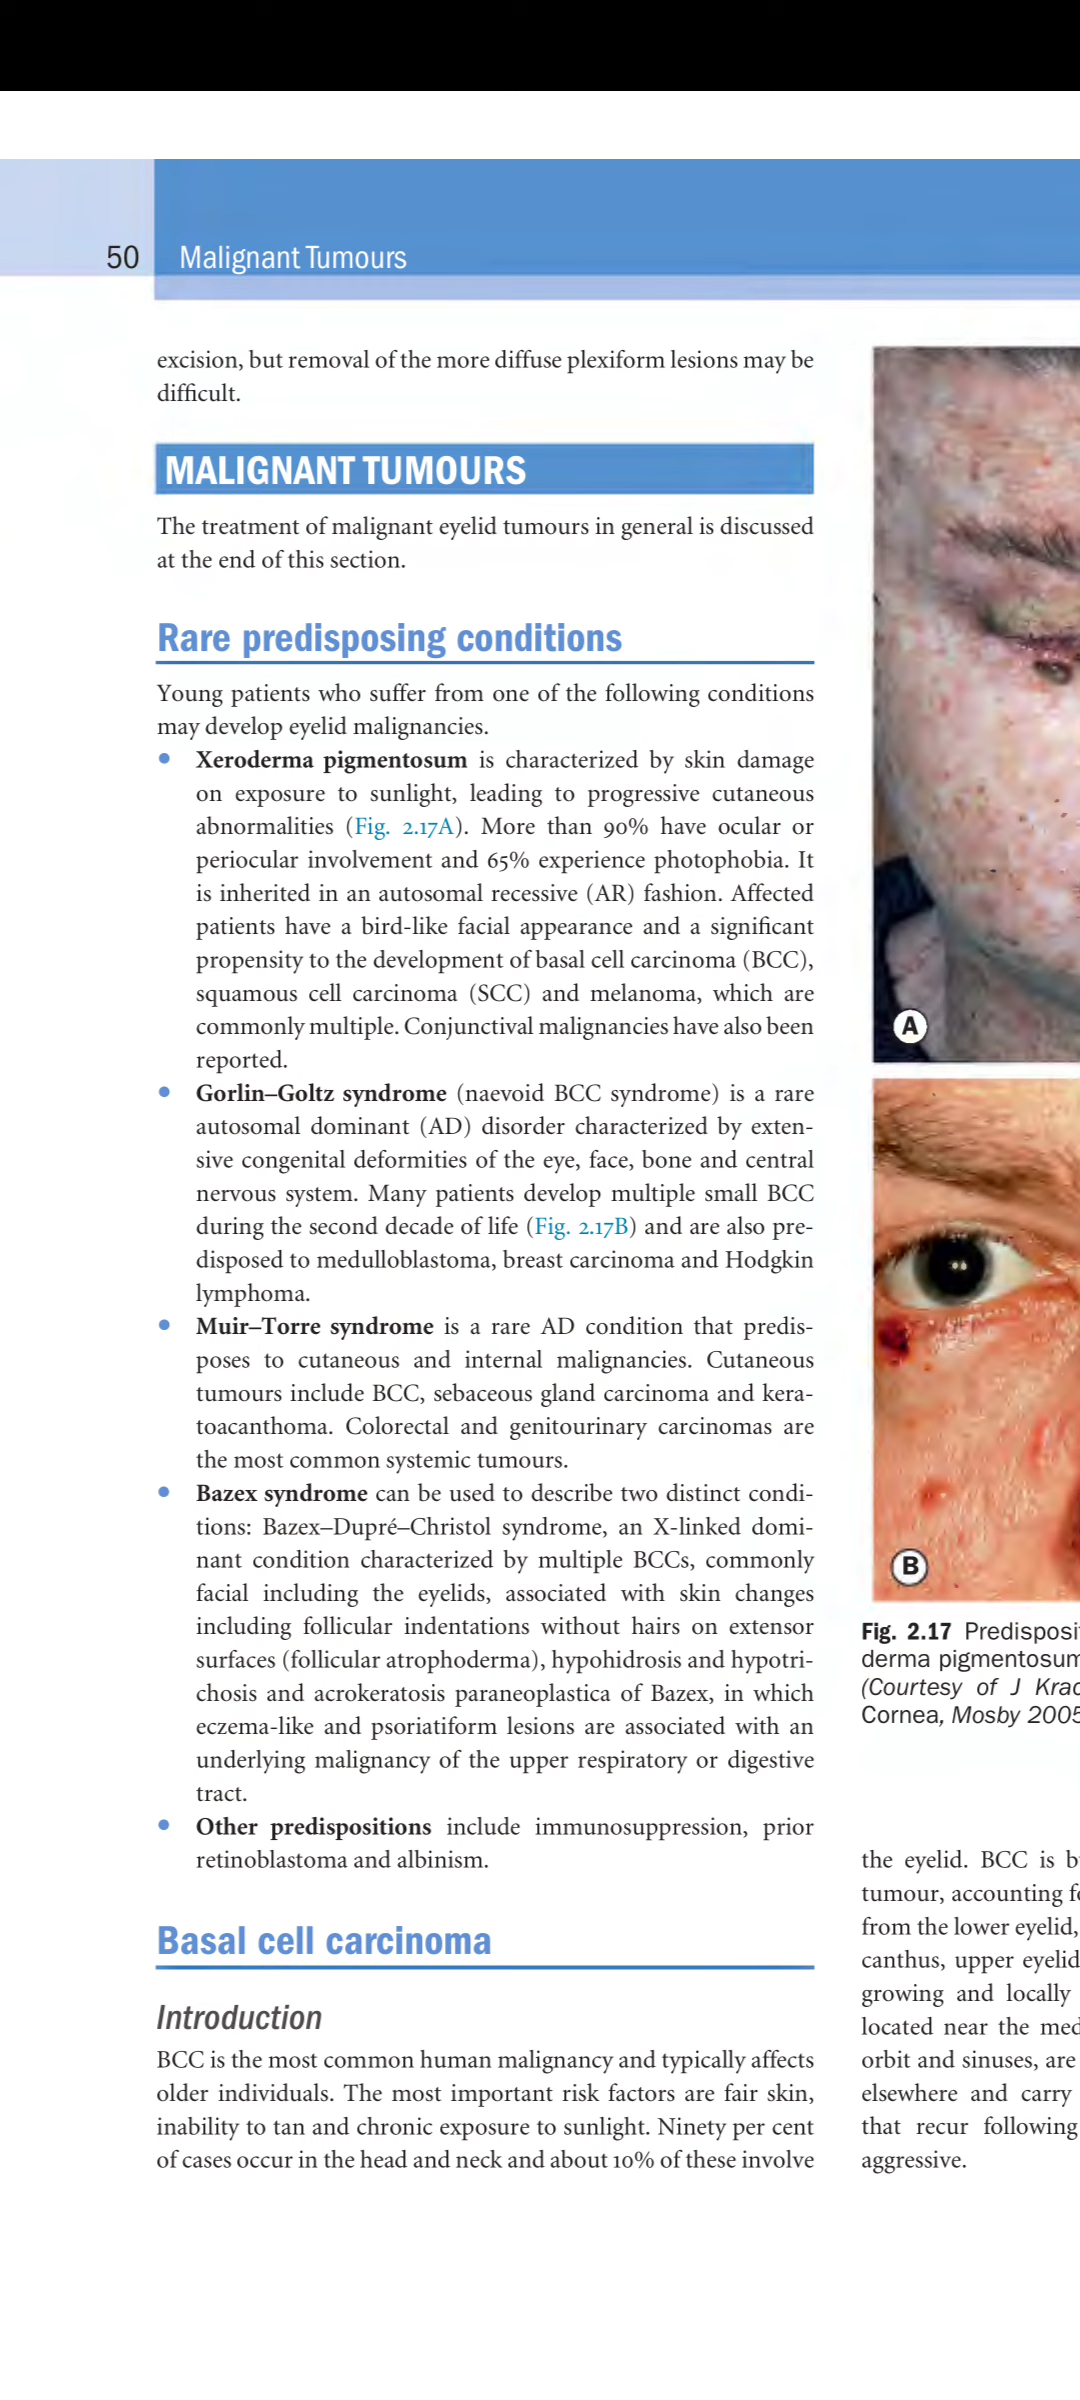 50 Malignant Tumours
excision, but removal of the more diffuse plexiform lesions may be
difficult.
MALIGNANT TUMOURS
The treatment of malignant eyelid tumours in general is discussed
at the end of this section.
Rare predisposing conditions
Young patients who suffer from one of the following conditions
may develop eyelid malignancies.
• Xeroderma pigmentosum is characterized by skin damage
on exposure to sunlight, leading to progressive cutaneous
abnormalities (Fig. 2.17A). More than 90% have ocular or
periocular involvement and 65% experience photophobia. It
is inherited in an autosomal recessive (AR) fashion. Affected
patients have a bird-like facial appearance and a significant
propensity to the development of basal cell carcinoma (BCC),
squamous cell carcinoma (SCC) and melanoma, which are
commonly multiple. Conjunctival malignancies have also been
reported.
• Gorlin–Goltz syndrome (naevoid BCC syndrome) is a rare
autosomal dominant (AD) disorder characterized by exten-
sive congenital deformities of the eye, face, bone and central
nervous system. Many patients develop multiple small BCC
during the second decade of life (Fig. 2.17B) and are also pre-
disposed to medulloblastoma, breast carcinoma and Hodgkin
lymphoma.
• Muir–Torre syndrome is a rare AD condition that predis-
poses to cutaneous and internal malignancies. Cutaneous
tumours include BCC, sebaceous gland carcinoma and kera-
toacanthoma. Colorectal and genitourinary carcinomas are
the most common systemic tumours.
• Bazex syndrome can be used to describe two distinct condi-
tions: Bazex–Dupré–Christol syndrome, an X-linked domi-
nant condition characterized by multiple BCCs, commonly
facial including the eyelids, associated with skin changes
including follicular indentations without hairs on extensor
surfaces (follicular atrophoderma), hypohidrosis and hypotri-
chosis and acrokeratosis paraneoplastica of Bazex, in which
eczema-like and psoriatiform lesions are associated with an
underlying malignancy of the upper respiratory or digestive
tract.
• Other predispositions include immunosuppression, prior
retinoblastoma and albinism.
Basal cell carcinoma
Introduction
BCC is the most common human malignancy and typically affects
older individuals. The most important risk factors are fair skin,
inability to tan and chronic exposure to sunlight. Ninety per cent
of cases occur in the head and neck and about 10% of these involve
A
B
Fig. 2.17 Predisposit
derma pigmentosum
(Courtesy of J Krac
Cornea, Mosby 2005
the eyelid. BCC is b
tumour, accounting fo
from the lower eyelid,
canthus, upper eyelid
growing and locally
located near the med
orbit and sinuses, are
elsewhere and carry
that recur following
aggressive.